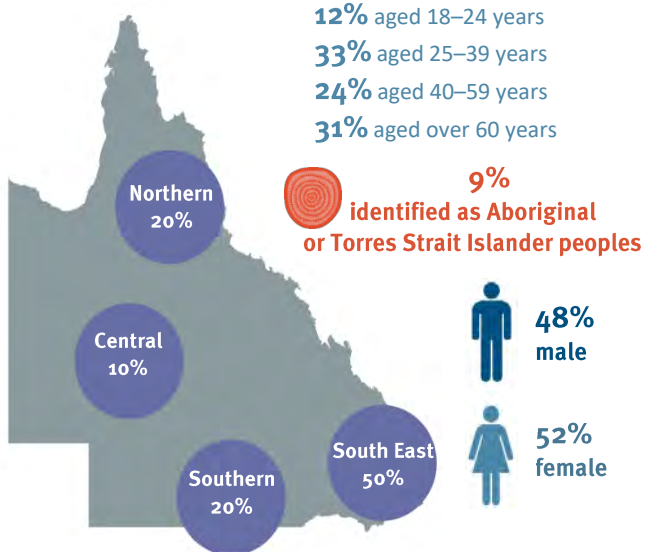 12% aged 18–24 years
33% aged 25–39 years
24% aged 40–59 years
31% aged over 60 years
9%
identified as Aboriginal
or Torres Strait Islander peoples
Northern
20%
Central
10%
Southern
20%
South East
50%
48%
male
52%
female